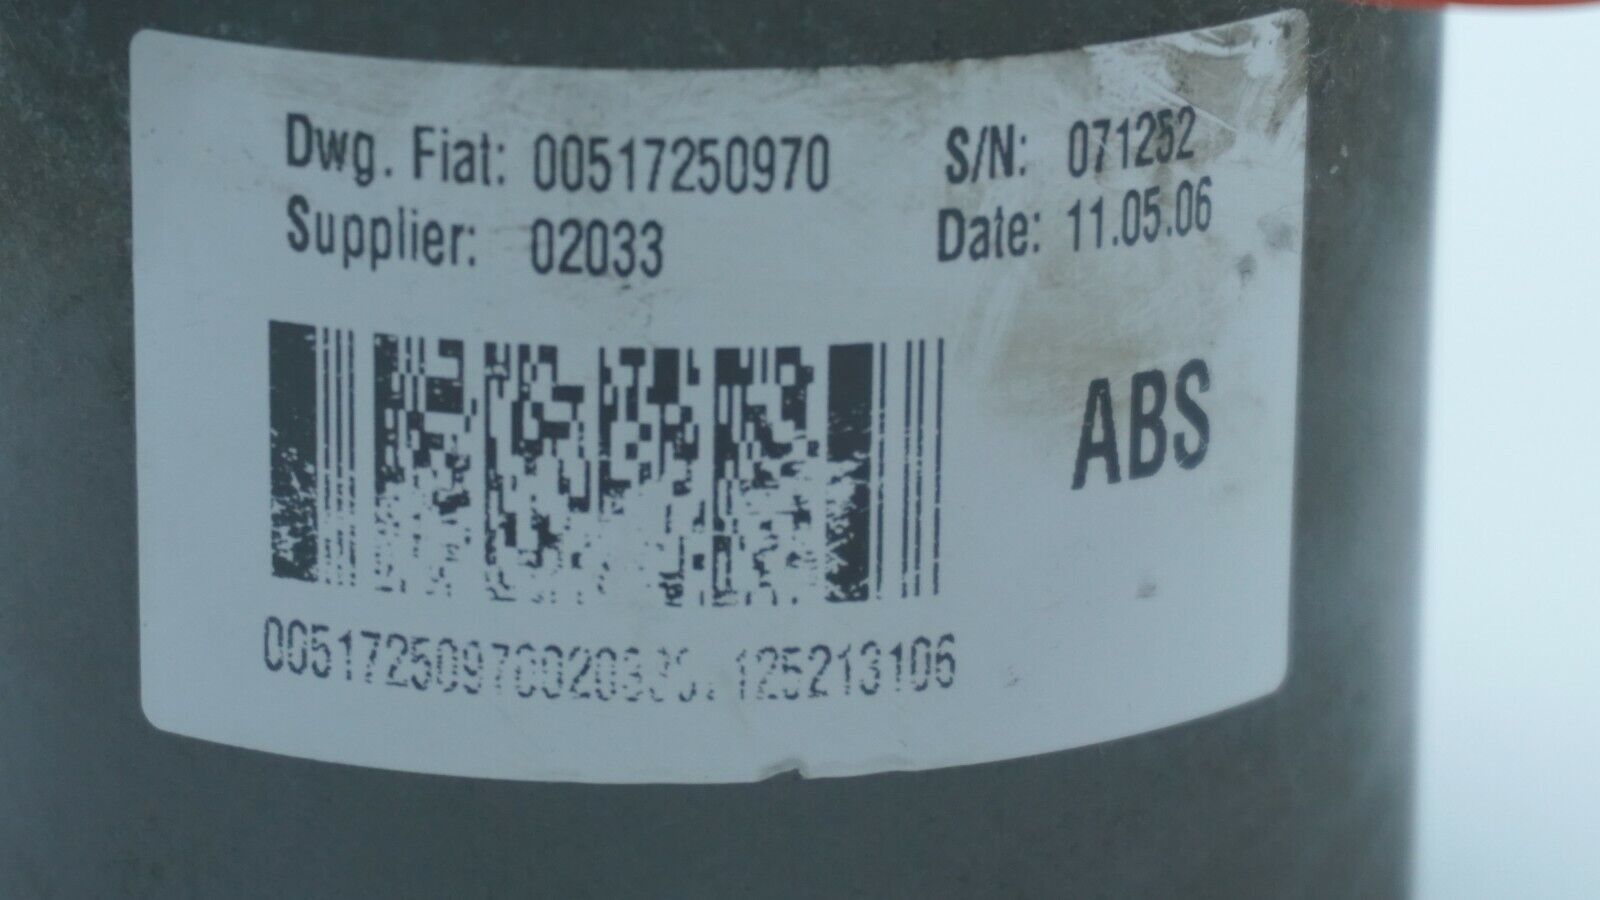 Dwg. Fiat: 00517250970 S/N: 071252
Supplier: 02033 Date: 11.05.06
ABS